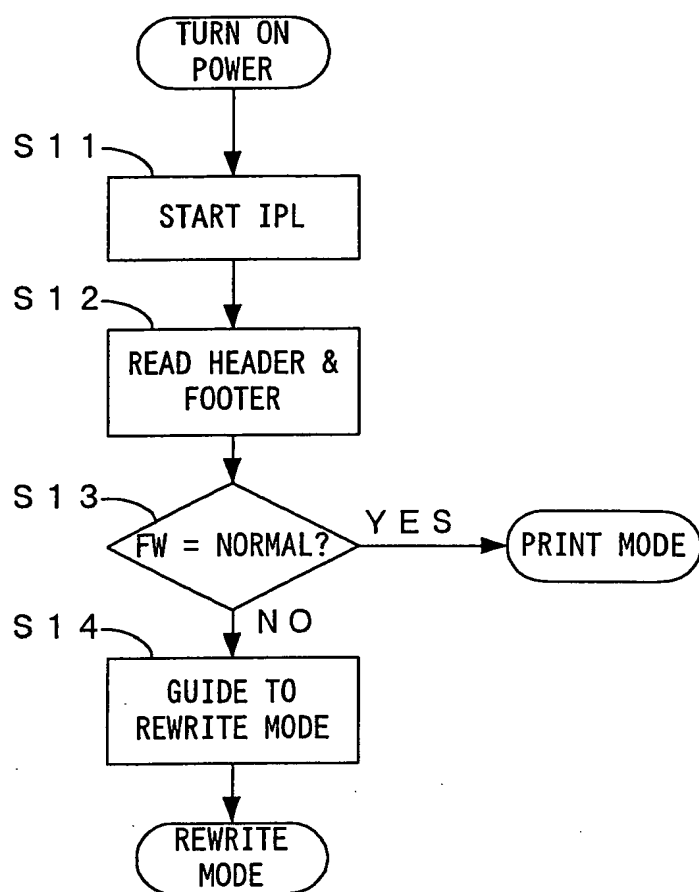 TURN ON
POWER
S11
START IPL
S12
READ HEADER &
FOOTER
S13
FW = NORMAL?
YES
PRINT MODE
NO
S14
GUIDE TO
REWRITE MODE
REWRITE
MODE